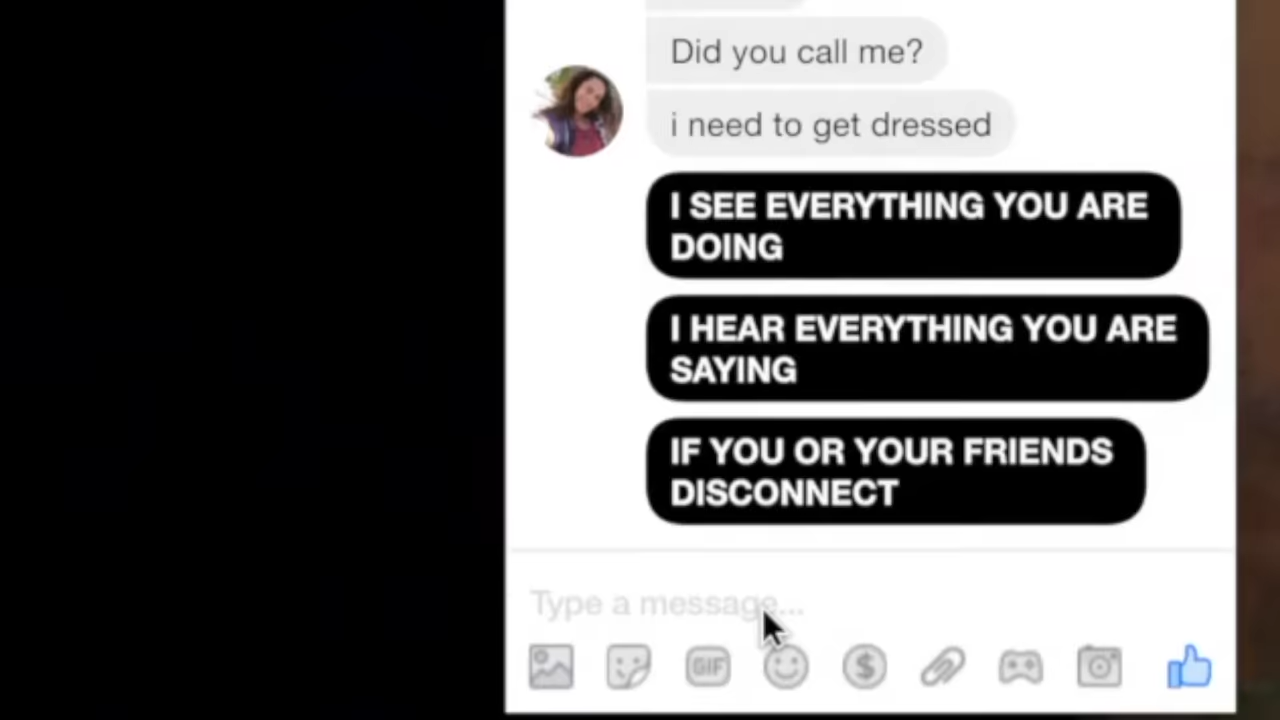 Did you call me?
i need to get dressed
I SEE EVERYTHING YOU ARE
DOING
I HEAR EVERYTHING YOU ARE
SAYING
IF YOU OR YOUR FRIENDS
DISCONNECT
Type a message...
GIF
$